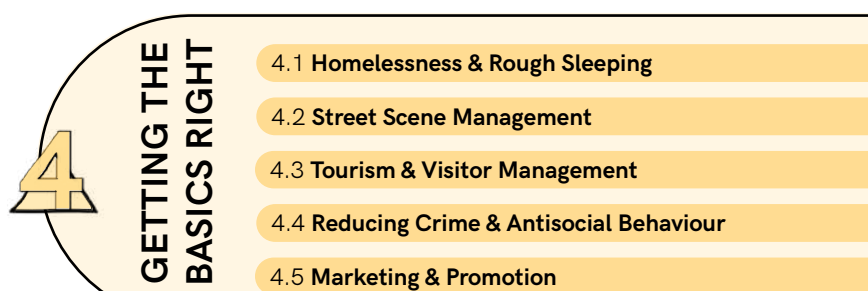 4
GETTING THE
BASICS RIGHT
4.1 Homelessness & Rough Sleeping
4.2 Street Scene Management
4.3 Tourism & Visitor Management
4.4 Reducing Crime & Antisocial Behaviour
4.5 Marketing & Promotion